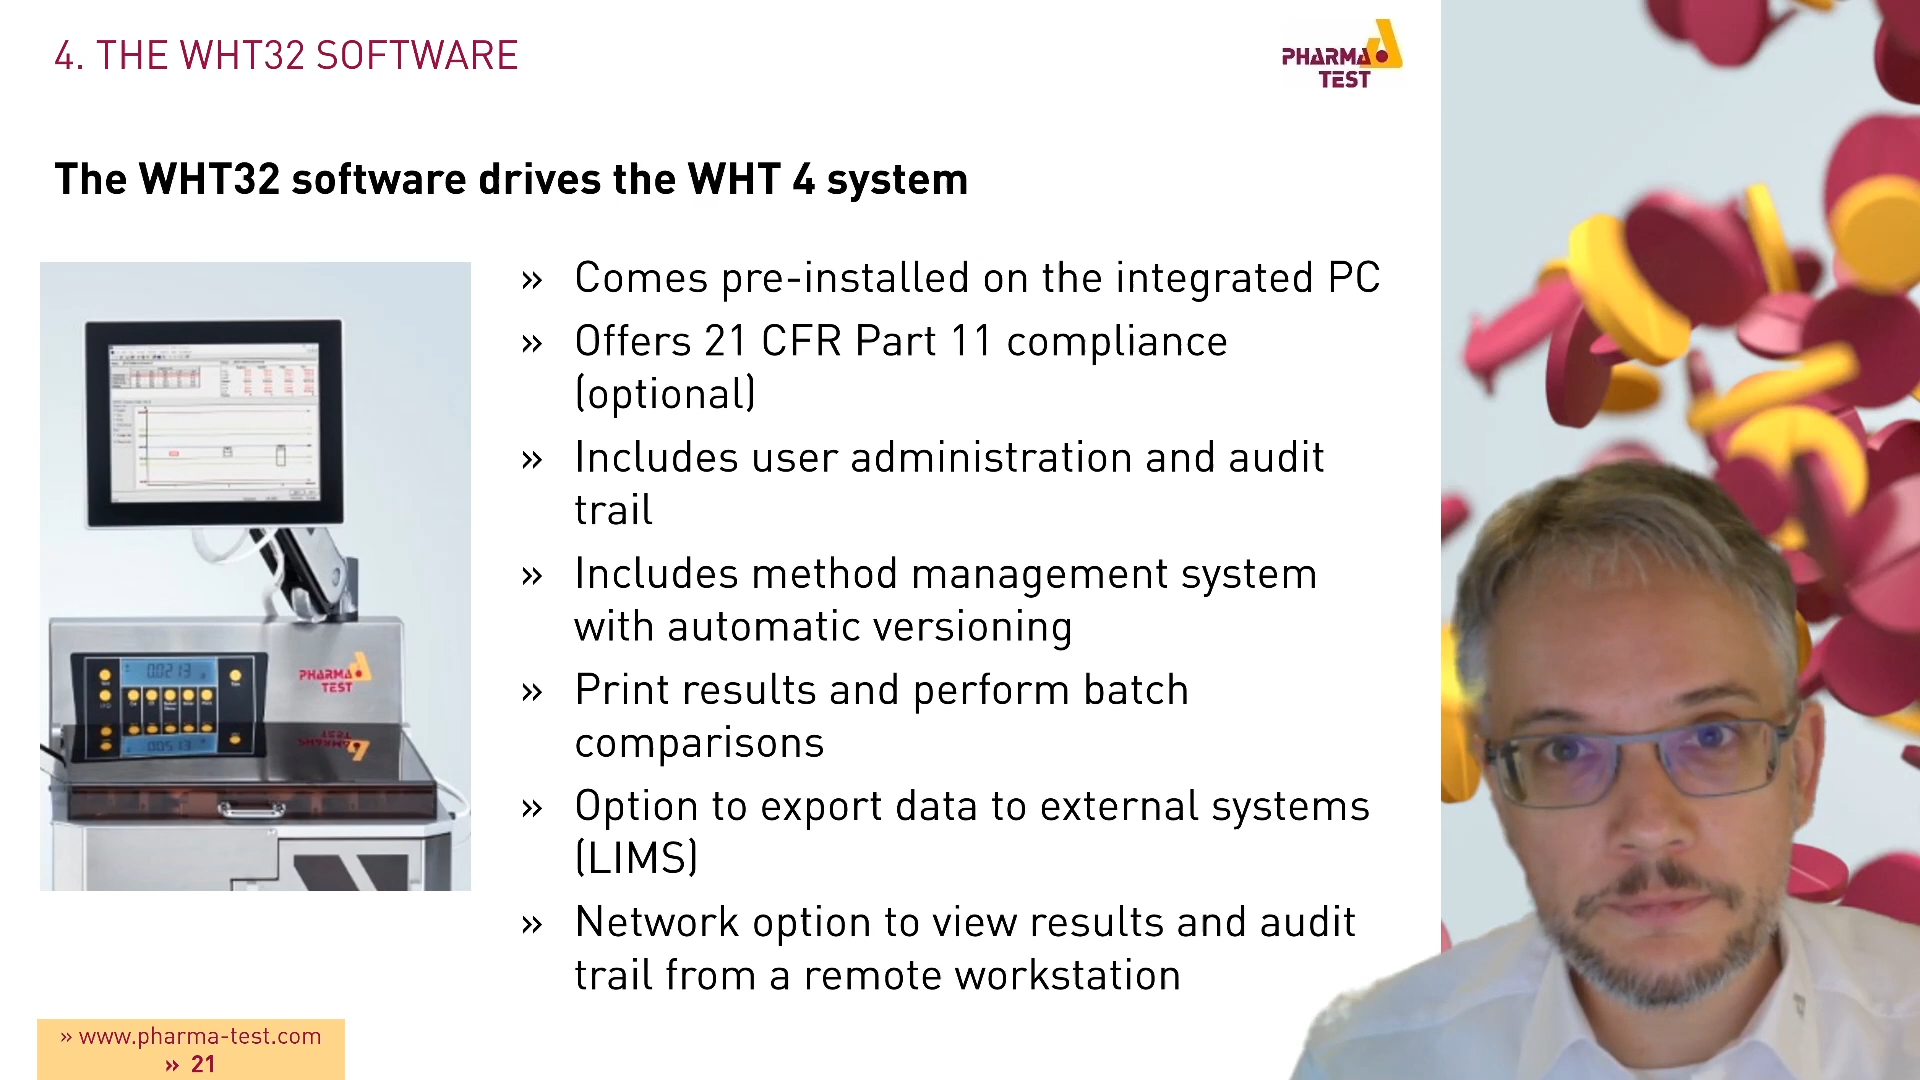 4. THE WHT32 SOFTWARE
PHARMA
TEST
The WHT32 software drives the WHT 4 system
» Comes pre-installed on the integrated PC
» Offers 21 CFR Part 11 compliance
(optional)
» Includes user administration and audit
trail
» Includes method management system
with automatic versioning
» Print results and perform batch
comparisons
» Option to export data to external systems
(LIMS)
» Network option to view results and audit
trail from a remote workstation
PHARMA
TEST
0.0213
» www.pharma-test.com
» 21